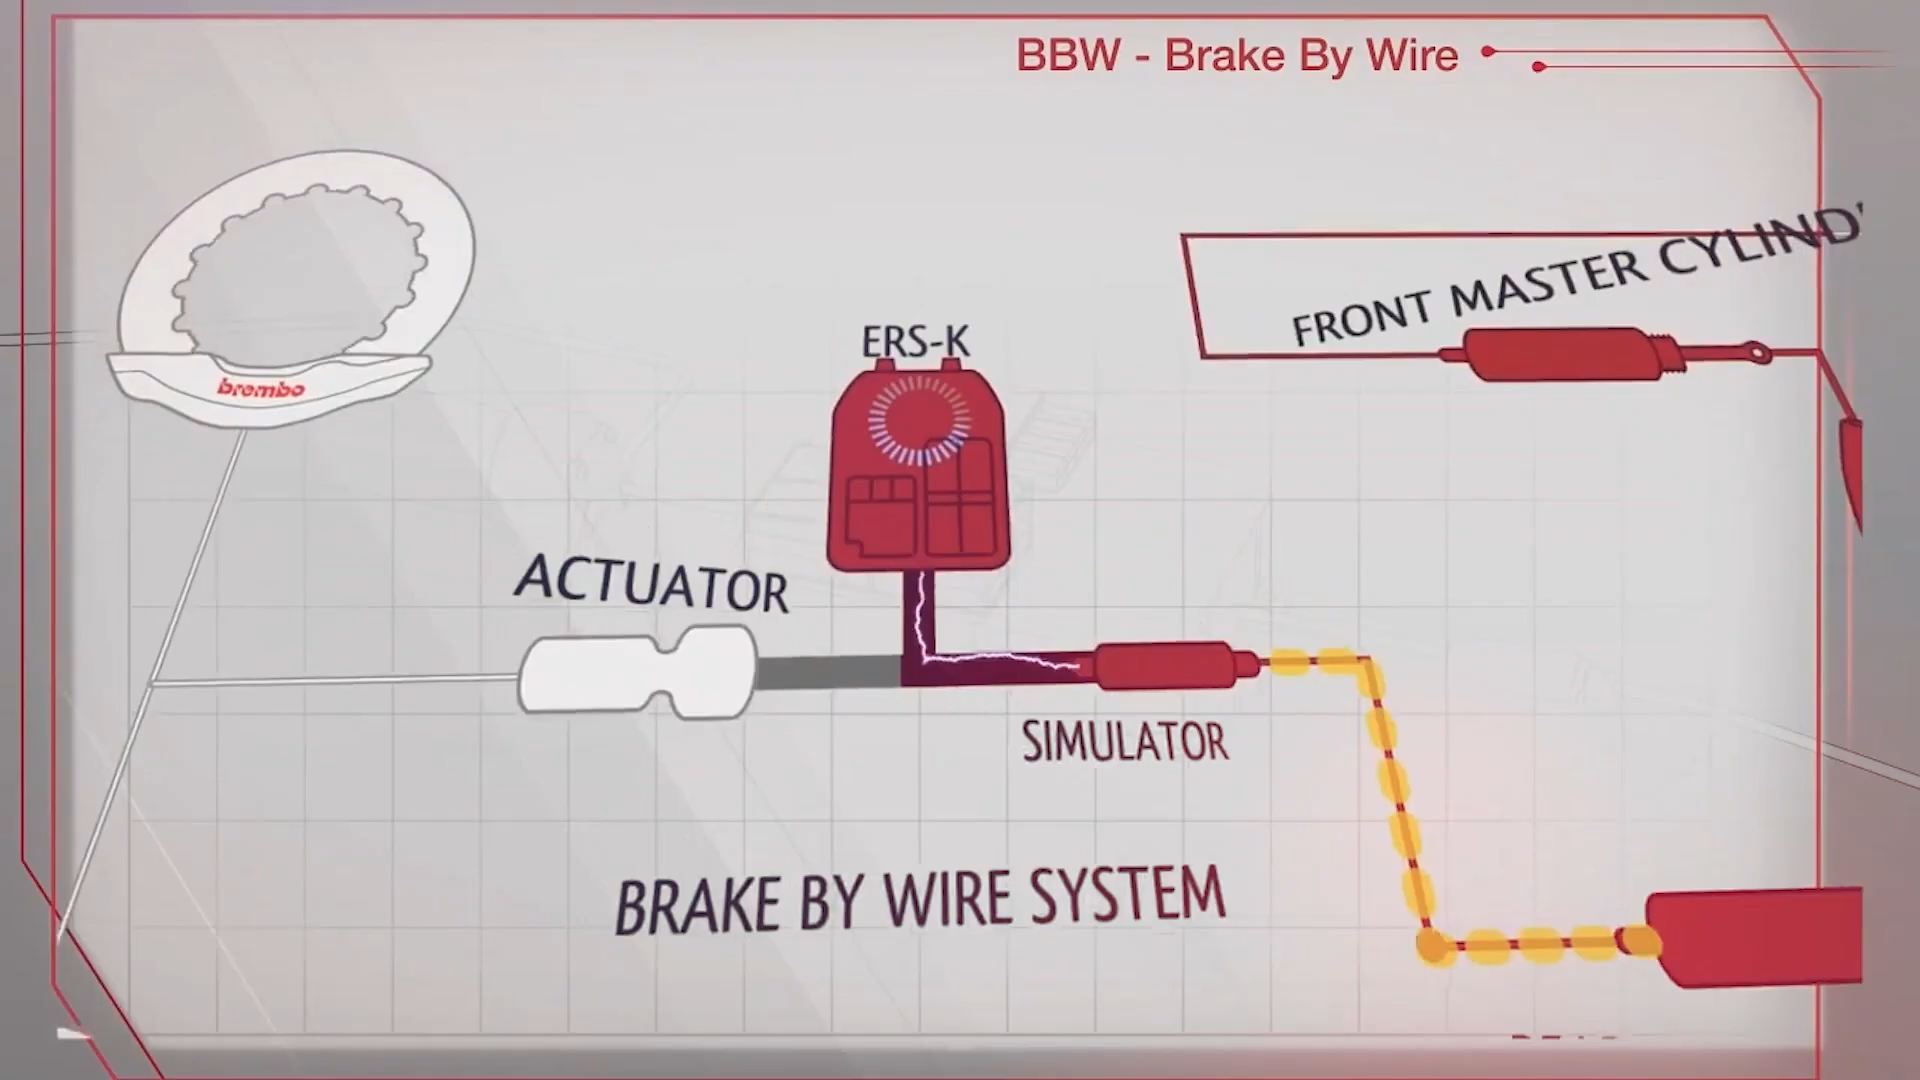 BBW - Brake By Wire
FRONT MASTER CYLIND
brembo
ERS-K
ACTUATOR
SIMULATOR
BRAKE BY WIRE SYSTEM